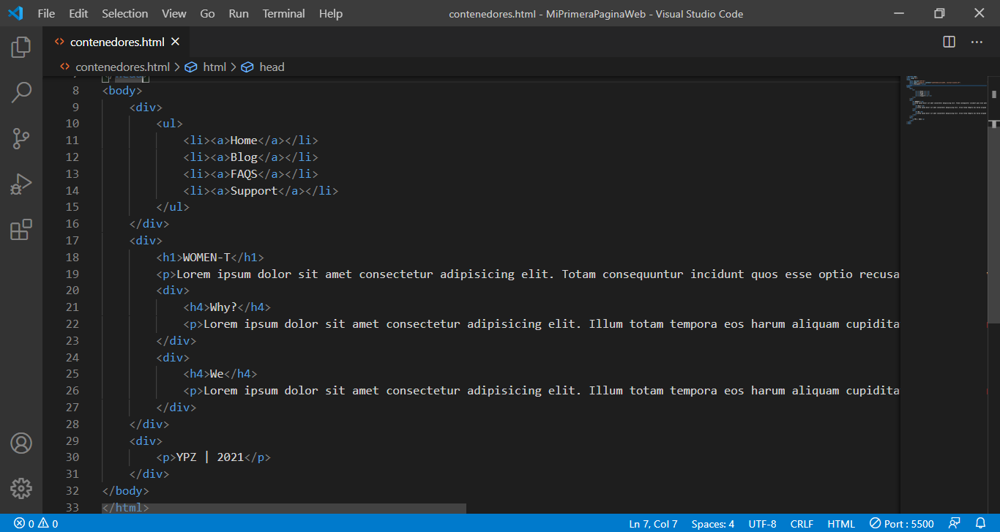 File Edit Selection View Go Run Terminal Help contenedores.html - MiPrimeraPaginaWeb - Visual Studio Code
contenedores.html
contenedores.html > html > head
8 <body>
9 <div>
10 <ul>
11 <li><a>Home</a></li>
12 <li><a>Blog</a></li>
13 <li><a>FAQS</a></li>
14 <li><a>Support</a></li>
15 </ul>
16 </div>
17 <div>
18 <h1>WOMEN-T</h1>
19 <p>Lorem ipsum dolor sit amet consectetur adipisicing elit. Totam consequuntur incidunt quos esse optio recusa
20 <div>
21 <h4>Why?</h4>
22 <p>Lorem ipsum dolor sit amet consectetur adipisicing elit. Illum totam tempora eos harum aliquam cupidita
23 </div>
24 <div>
25 <h4>We</h4>
26 <p>Lorem ipsum dolor sit amet consectetur adipisicing elit. Illum totam tempora eos harum aliquam cupidita
27 </div>
28 </div>
29 <div>
30 <p>YPZ | 2021</p>
31 </div>
32 </body>
33 </html>
0 0 Ln 7, Col 7 Spaces: 4 UTF-8 CRLF HTML Port : 5500